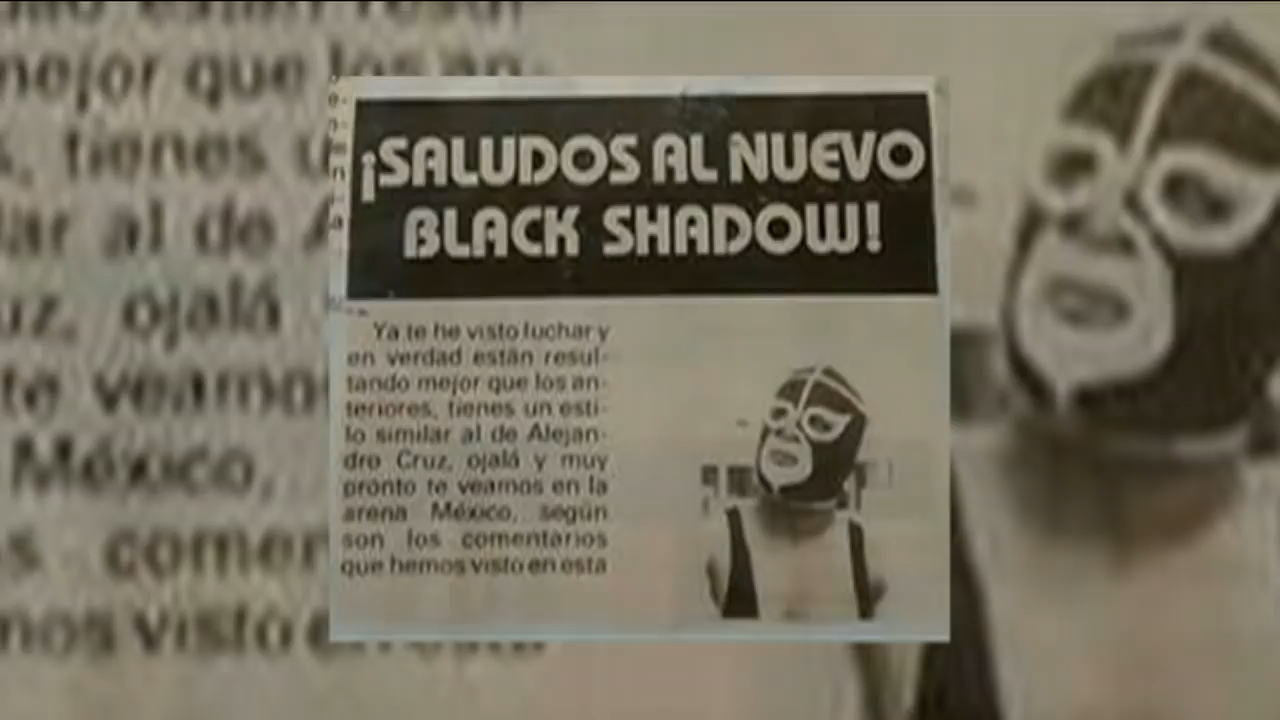 ¡SALUDOS AL NUEVO
BLACK SHADOW!
Ya te he visto luchar y
en verdad están resul-
tando mejor que los an-
teriores, tienes un esti-
lo similar al de Alejan-
dro Cruz, ojalá y muy
pronto te veamos en la
arena México, según
son los comentarios
que hemos visto en esta